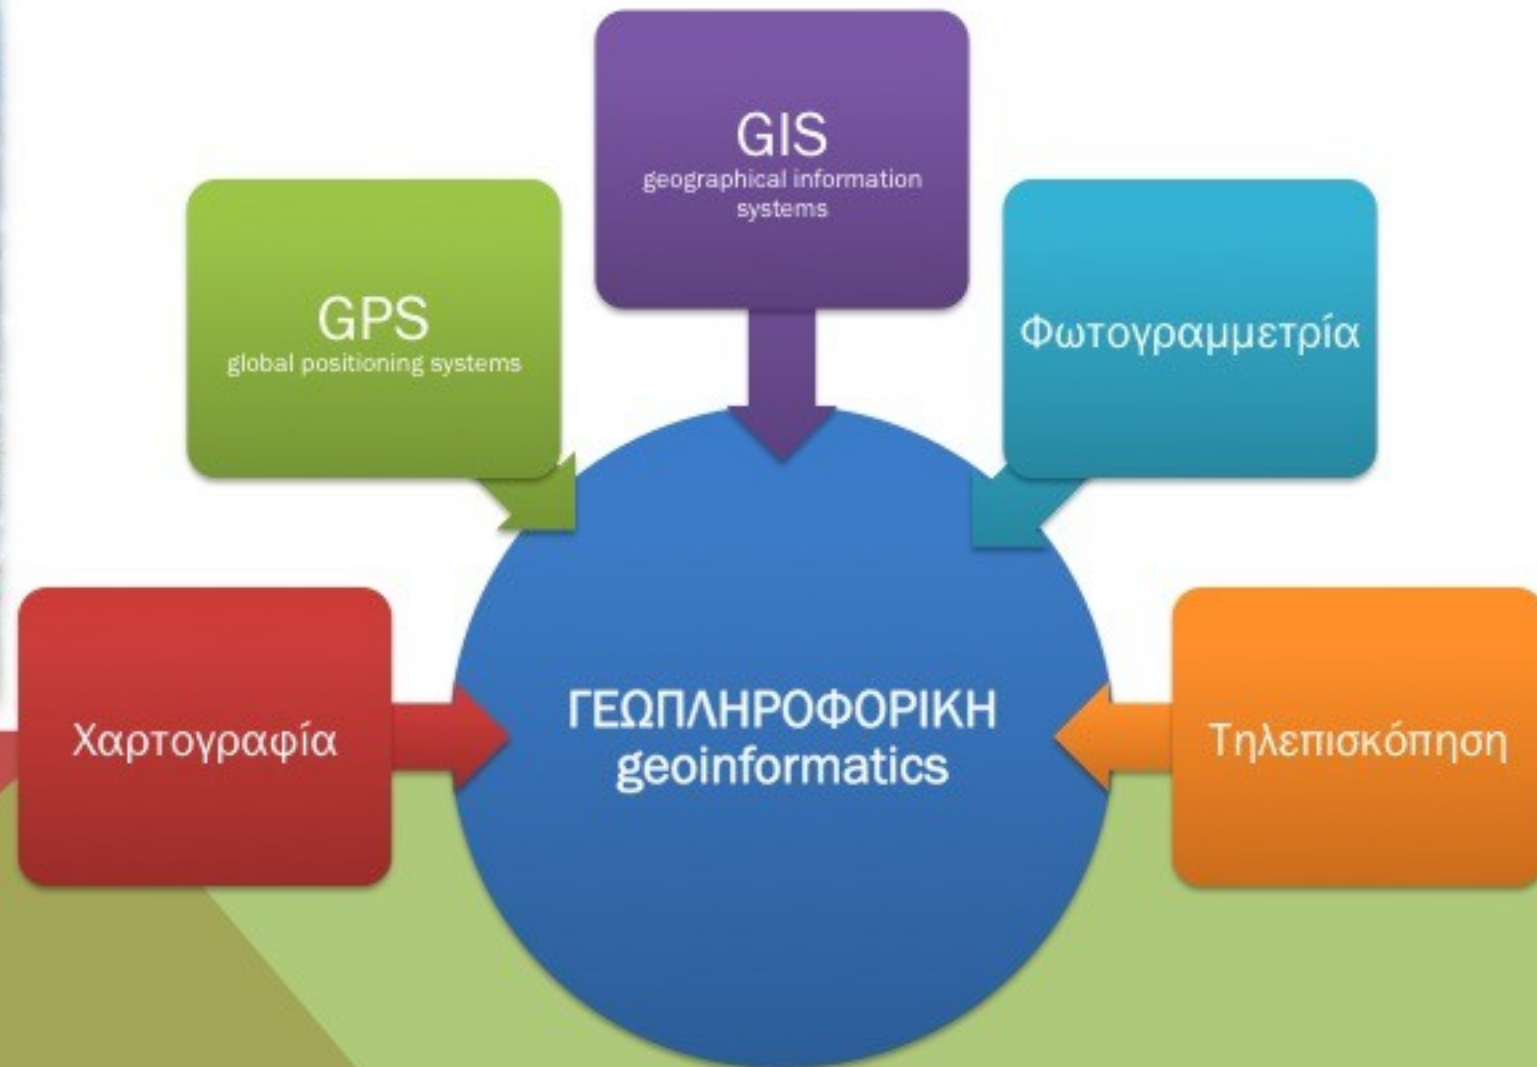 GIS
geographical information
systems
GPS
global positioning systems
Φωτογραμμετρία
Χαρτογραφία
ΓΕΩΠΛΗΡΟΦΟΡΙΚΗ
geoinformatics
Τηλεπισκόπηση